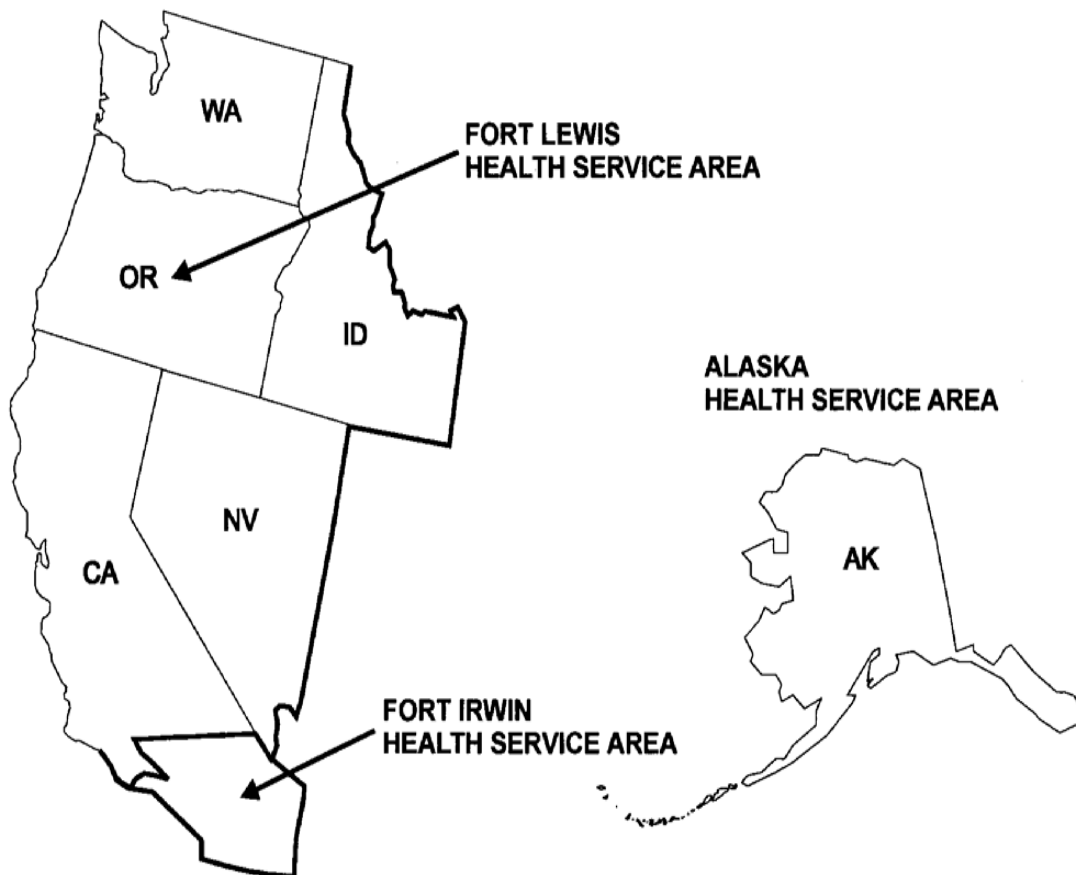 WA
FORT LEWIS
HEALTH SERVICE AREA
OR
ID
ALASKA
HEALTH SERVICE AREA
NV
CA
AK
FORT IRWIN
HEALTH SERVICE AREA